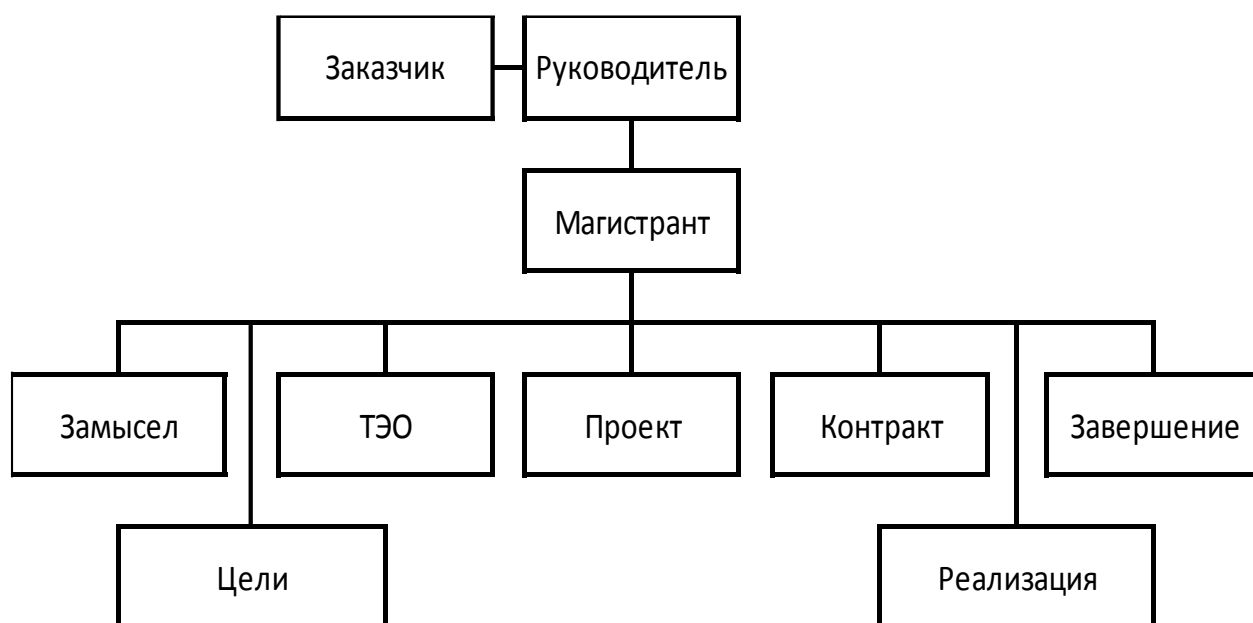 Заказчик
Руководитель
Магистрант
Замысел
ТЭО
Проект
Контракт
Завершение
Цели
Реализация